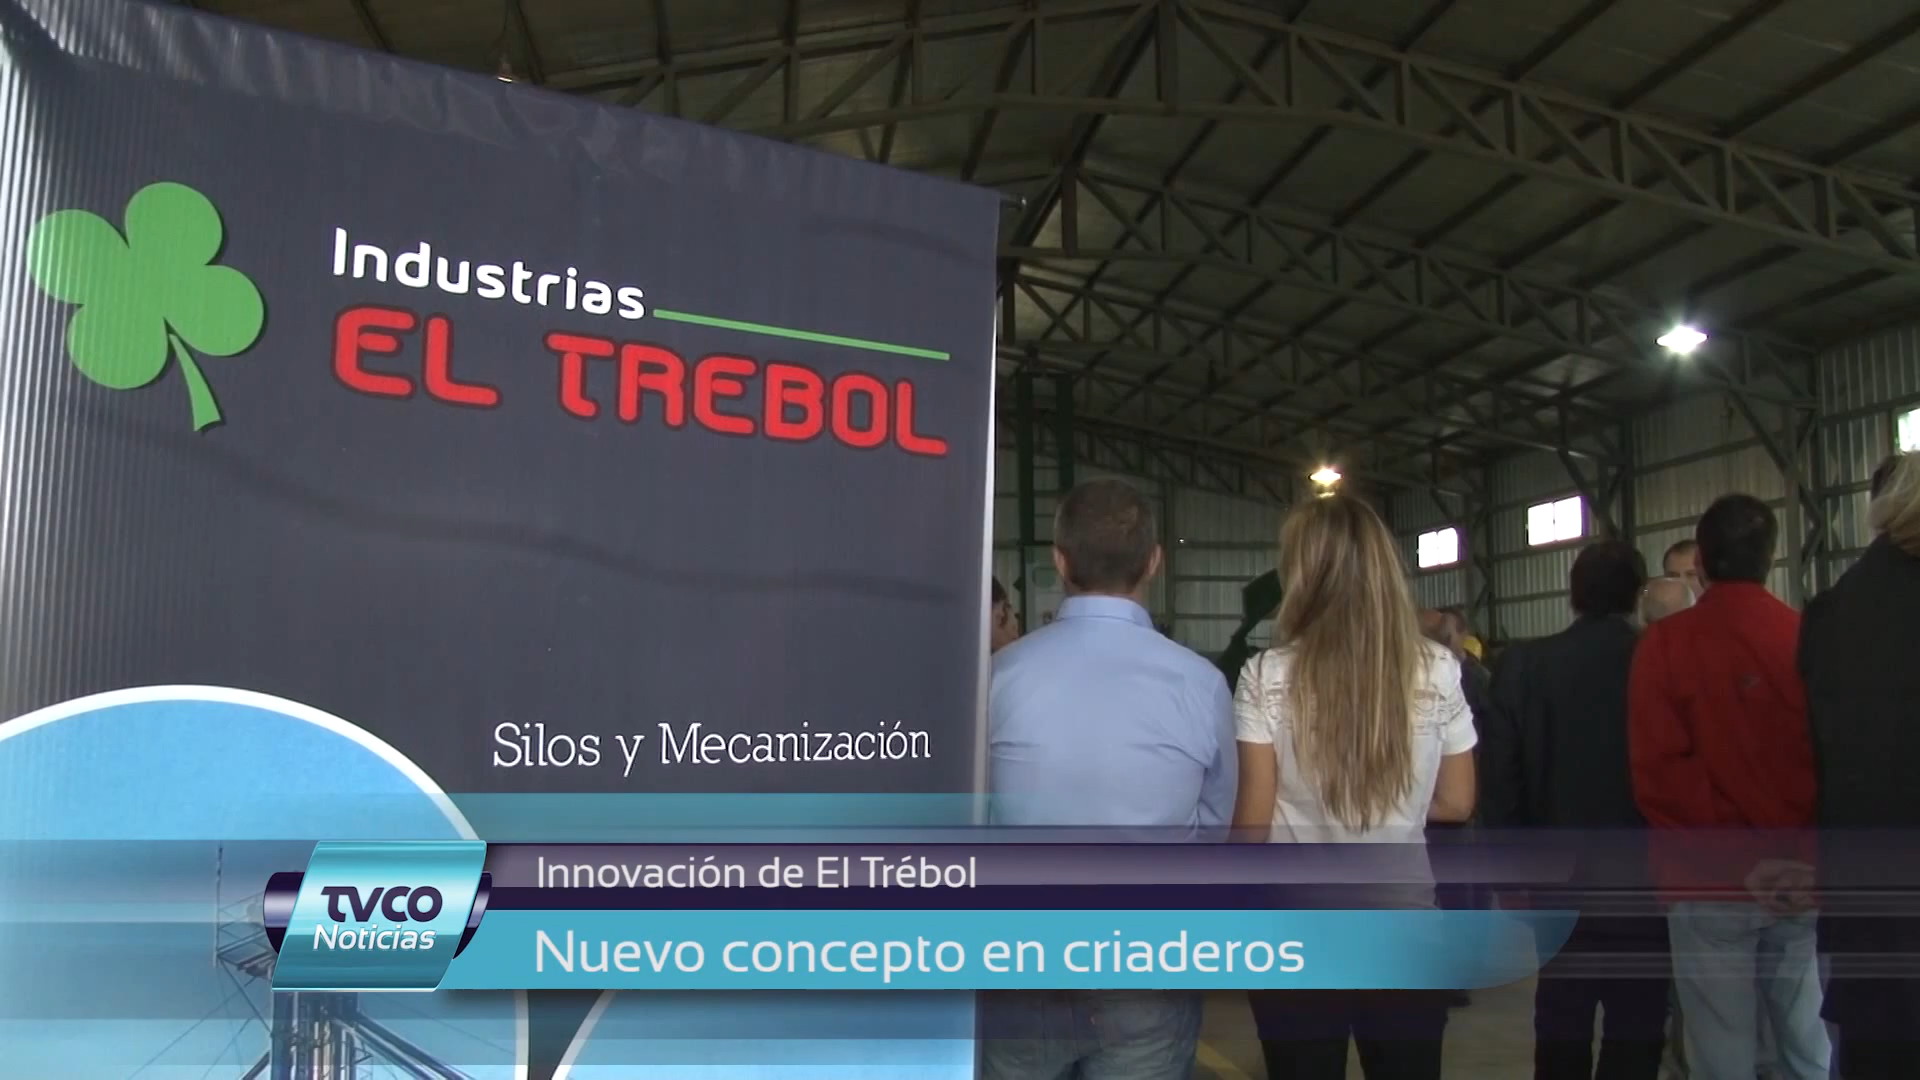 Industrias
EL TREBOL
Silos y Mecanización
Innovación de El Trébol
TVCO
Noticias
Nuevo concepto en criaderos